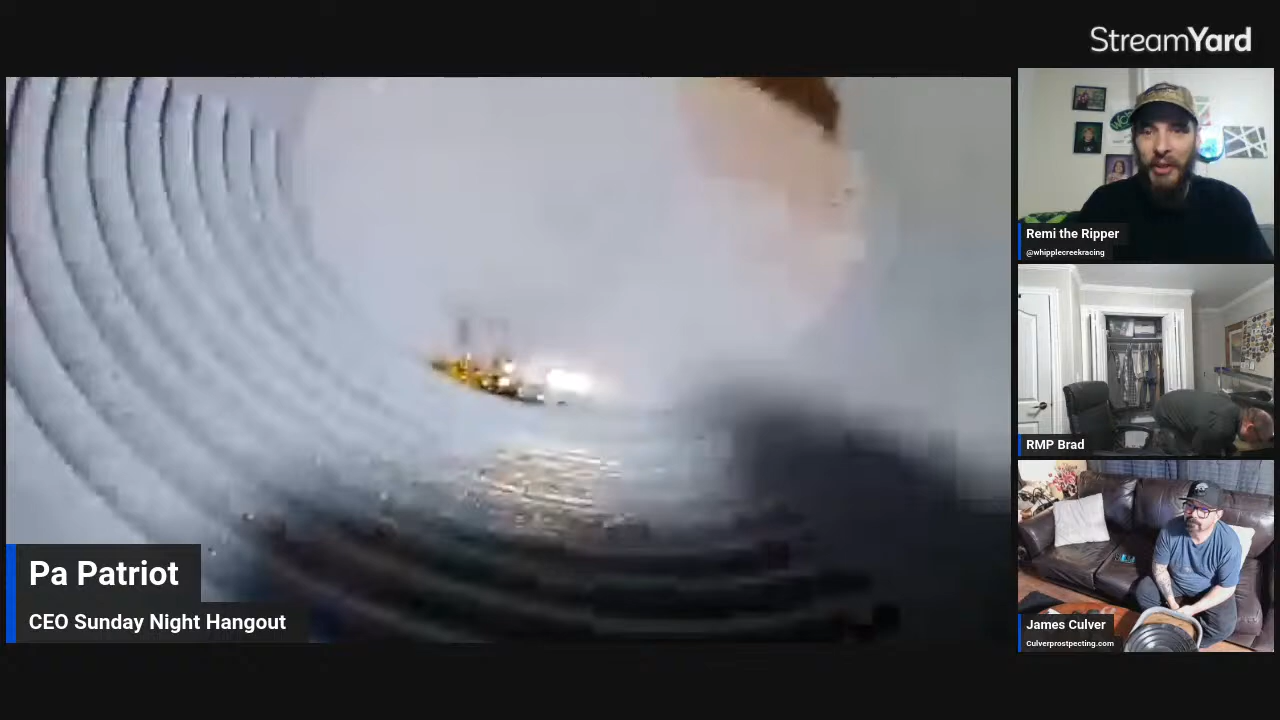 StreamYard
Remi the Ripper
@whipplecreekracing
RMP Brad
Pa Patriot
CEO Sunday Night Hangout
James Culver
Culverprostpecting.com